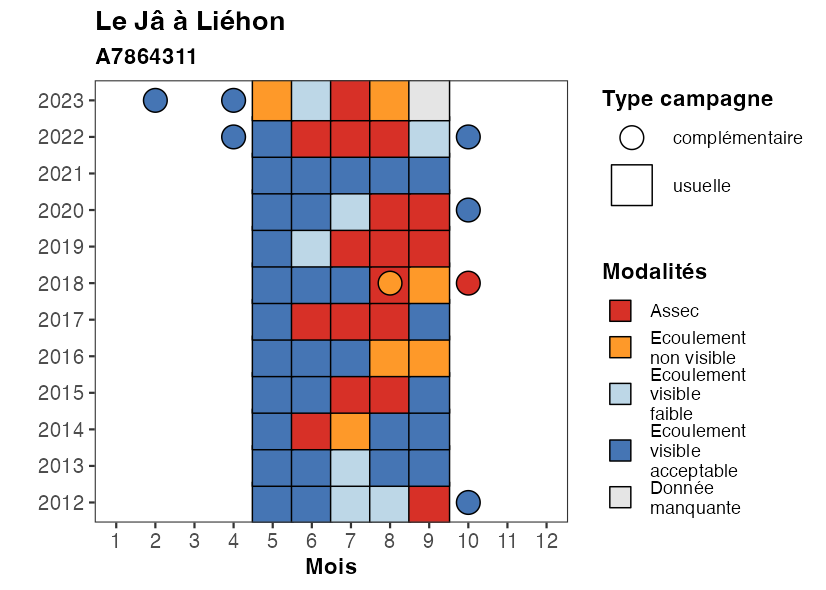 Le Jâ à Liéhon
A7864311
2023
2022
2021
2020
2019
2018
2017
2016
2015
2014
2013
2012
1 2 3 4 5 6 7 8 9 10 11 12
Mois
Type campagne
complémentaire
usuelle
Modalités
Assec
Ecoulement
non visible
Ecoulement
visible
faible
Ecoulement
visible
acceptable
Donnée
manquante